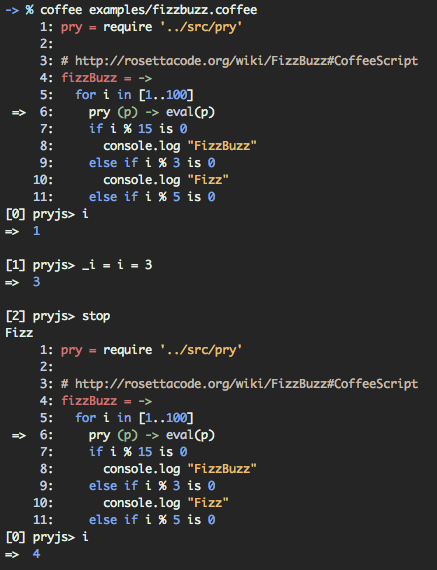 -> % coffee examples/fizzbuzz.coffee
1: pry = require '../src/pry'
2:
3: # http://rosettacode.org/wiki/FizzBuzz#CoffeeScript
4: fizzBuzz = ->
5:   for i in [1..100]
=> 6:     pry (p) -> eval(p)
7:     if i % 15 is 0
8:       console.log "FizzBuzz"
9:     else if i % 3 is 0
10:       console.log "Fizz"
11:     else if i % 5 is 0
[0] pryjs> i
=> 1
[1] pryjs> _i = i = 3
=> 3
[2] pryjs> stop
Fizz
1: pry = require '../src/pry'
2:
3: # http://rosettacode.org/wiki/FizzBuzz#CoffeeScript
4: fizzBuzz = ->
5:   for i in [1..100]
=> 6:     pry (p) -> eval(p)
7:     if i % 15 is 0
8:       console.log "FizzBuzz"
9:     else if i % 3 is 0
10:       console.log "Fizz"
11:     else if i % 5 is 0
[0] pryjs> i
=> 4